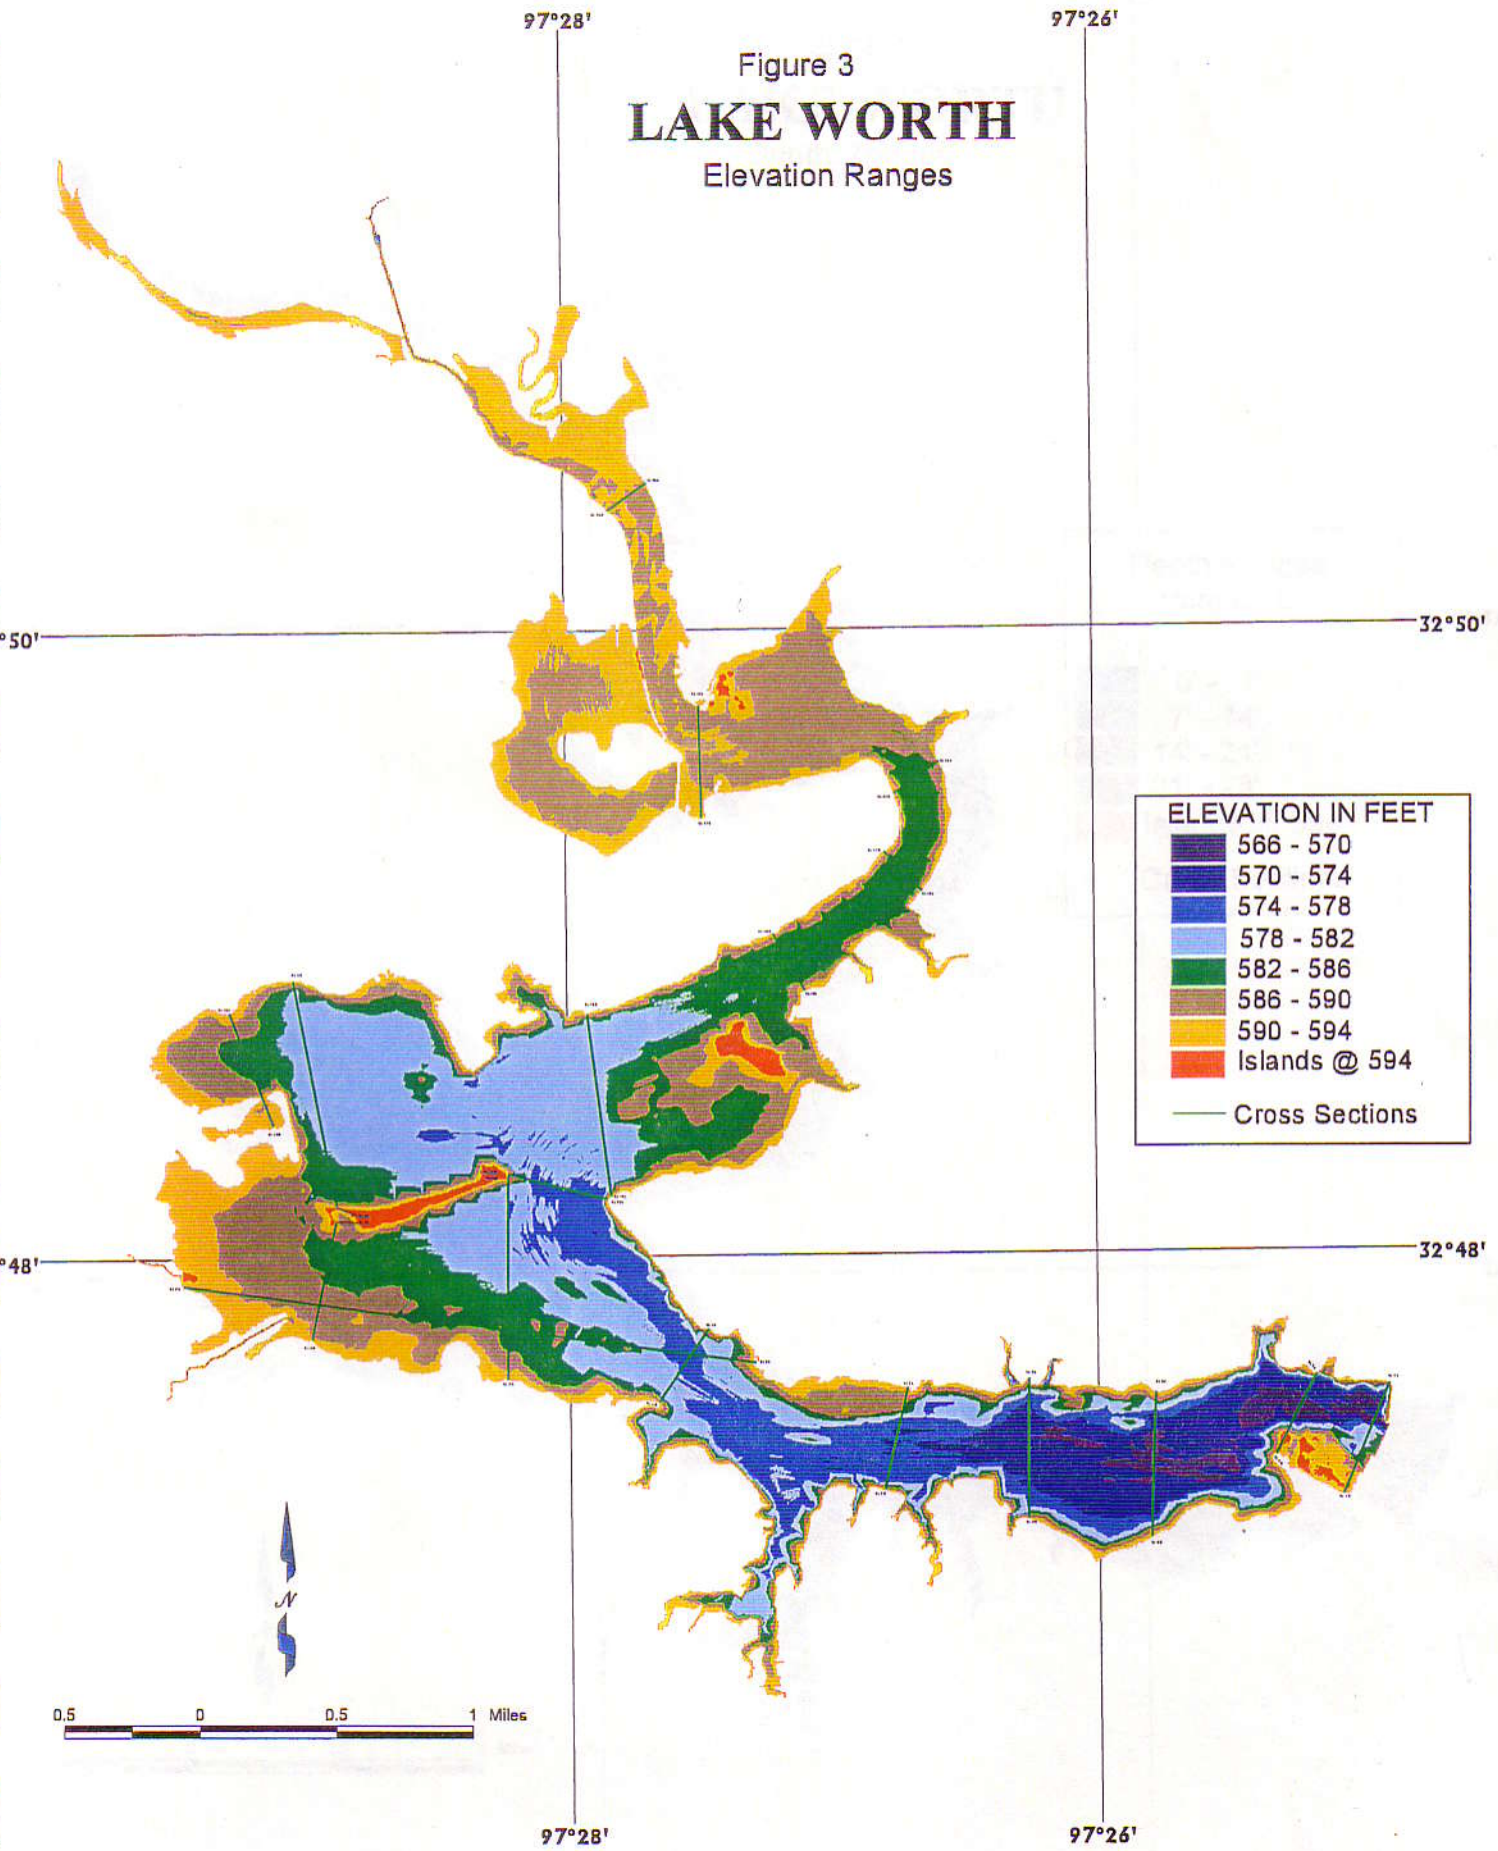 97°28'
97°26'
Figure 3
LAKE WORTH
Elevation Ranges
°50'
32°50'
ELEVATION IN FEET
566 - 570
570 - 574
574 - 578
578 - 582
582 - 586
586 - 590
590 - 594
Islands @ 594
Cross Sections
°48'
32°48'
N
0.5 0 0.5 1 Miles
97°28'
97°26'